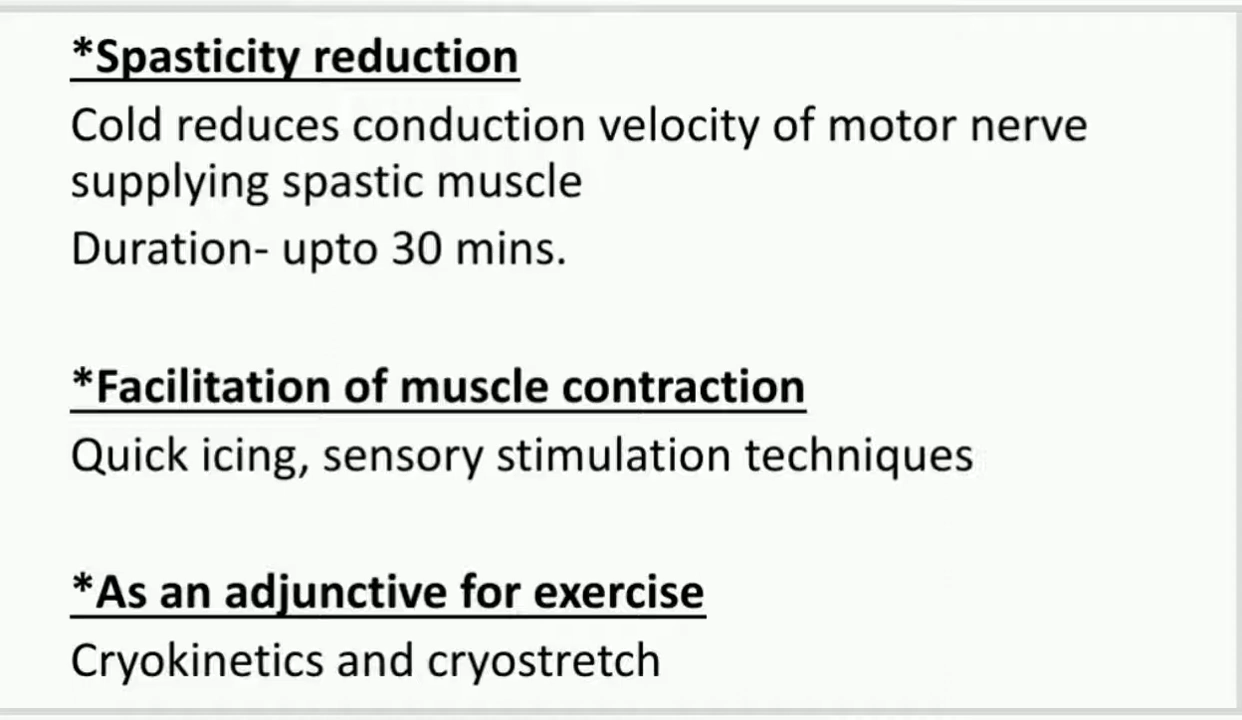 *Spasticity reduction
Cold reduces conduction velocity of motor nerve
supplying spastic muscle
Duration- upto 30 mins.
*Facilitation of muscle contraction
Quick icing, sensory stimulation techniques
*As an adjunctive for exercise
Cryokinetics and cryostretch